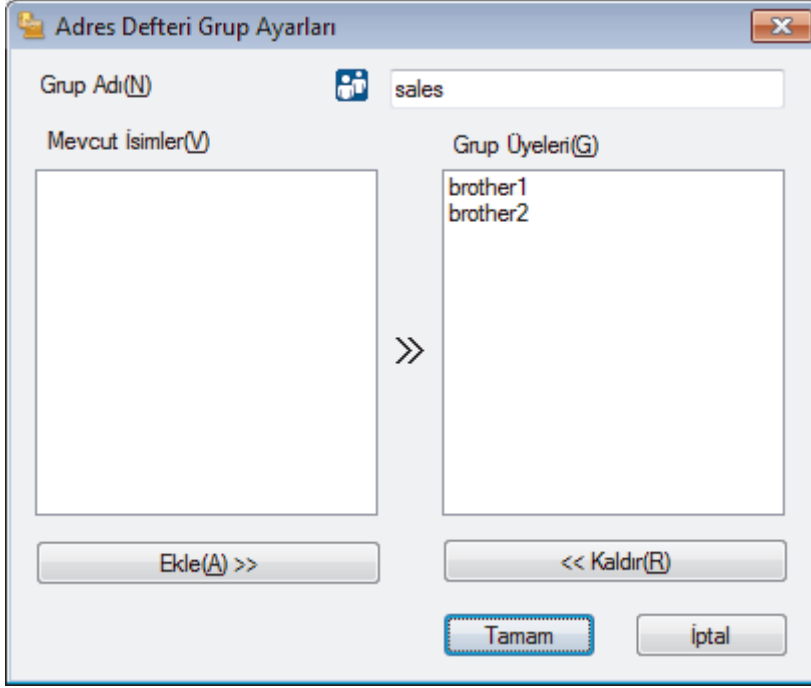 Adres Defteri Grup Ayarları
Grup Adı(N)
sales
Mevcut İsimler(V)
Grup Üyeleri(G)
brother1
brother2
Ekle(A) >>
<< Kaldır(R)
Tamam
İptal